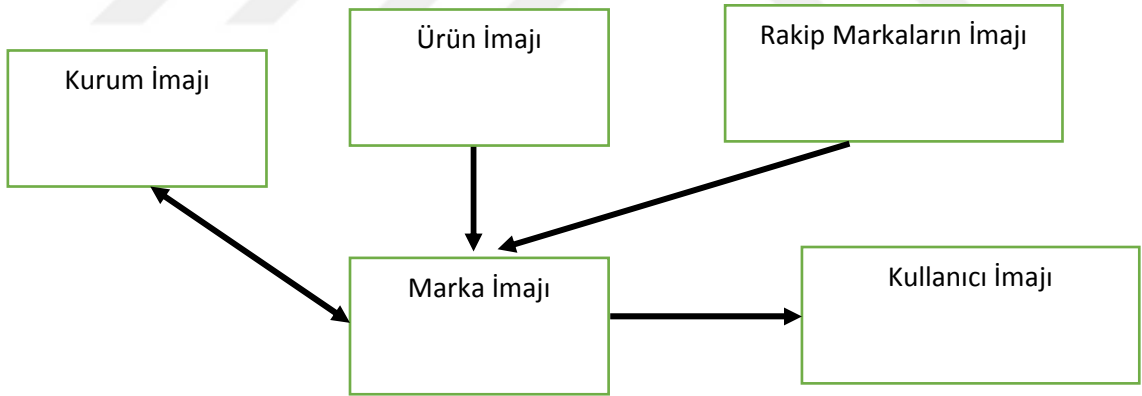 Kurum İmajı
Ürün İmajı
Rakip Markaların İmajı
Marka İmajı
Kullanıcı İmajı